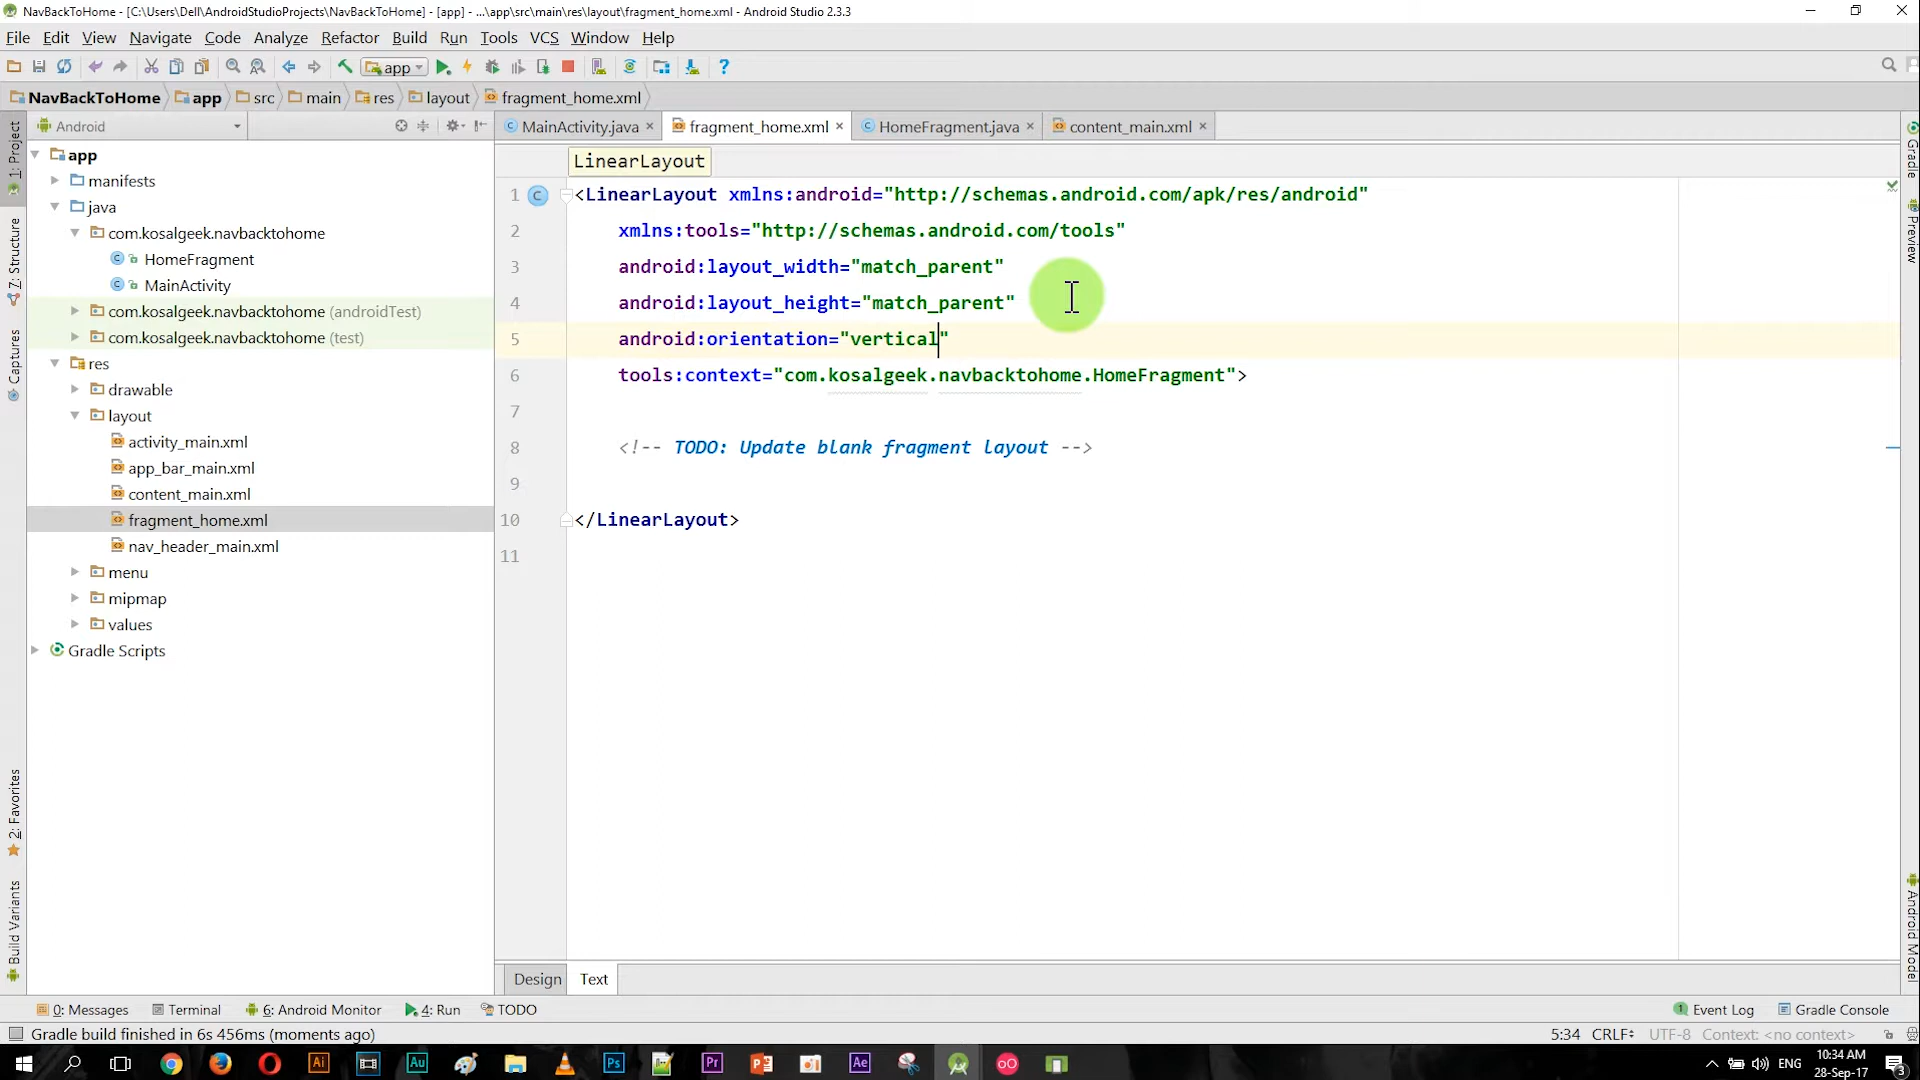 NavBackToHome - [C:\Users\Dell\AndroidStudioProjects\NavBackToHome] - [app] - ...\app\src\main\res\layout\fragment_home.xml - Android Studio 2.3.3
File Edit View Navigate Code Analyze Refactor Build Run Tools VCS Window Help
app
NavBackToHome app src main res layout fragment_home.xml
Android
MainActivity.java fragment_home.xml HomeFragment.java content_main.xml
LinearLayout
1 <LinearLayout xmlns:android="http://schemas.android.com/apk/res/android"
2 xmlns:tools="http://schemas.android.com/tools"
3 android:layout_width="match_parent"
4 android:layout_height="match_parent"
5 android:orientation="vertical"
6 tools:context="com.kosalgeek.navbacktohome.HomeFragment">
7
8 <!-- TODO: Update blank fragment layout -->
9
10 </LinearLayout>
11
app
manifests
java
com.kosalgeek.navbacktohome
HomeFragment
MainActivity
com.kosalgeek.navbacktohome (androidTest)
com.kosalgeek.navbacktohome (test)
res
drawable
layout
activity_main.xml
app_bar_main.xml
content_main.xml
fragment_home.xml
nav_header_main.xml
menu
mipmap
values
Gradle Scripts
1: Project
7: Structure
Captures
2: Favorites
Build Variants
Gradle
Preview
Android Model
Design Text
0: Messages Terminal 6: Android Monitor 4: Run TODO Event Log Gradle Console
Gradle build finished in 6s 456ms (moments ago) 5:34 CRLF UTF-8 Context: <no context>
Ai Au Ps Pr Ae ENG
10:34 AM
28-Sep-17
3